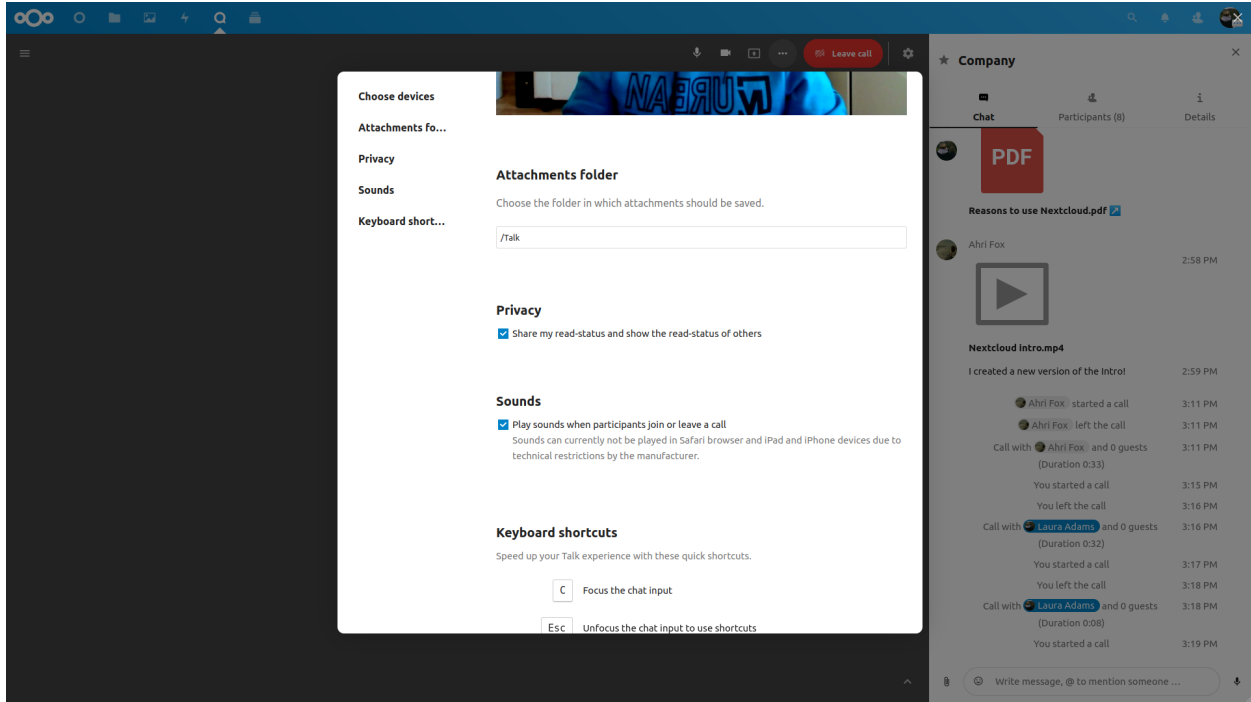 Leave call
Choose devices
Attachments fo...
Privacy
Sounds
Keyboard short...
Attachments folder
Choose the folder in which attachments should be saved.
/Talk
Privacy
Share my read-status and show the read-status of others
Sounds
Play sounds when participants join or leave a call
Sounds can currently not be played in Safari browser and iPad and iPhone devices due to
technical restrictions by the manufacturer.
Keyboard shortcuts
Speed up your Talk experience with these quick shortcuts.
C Focus the chat input
Esc Unfocus the chat input to use shortcuts
Company
Chat
Participants (8)
Details
PDF
Reasons to use Nextcloud.pdf
Ahri Fox
2:58 PM
Nextcloud intro.mp4
I created a new version of the Intro! 2:59 PM
Ahri Fox started a call 3:11 PM
Ahri Fox left the call 3:11 PM
Call with Ahri Fox and 0 guests 3:11 PM
(Duration 0:33)
You started a call 3:15 PM
You left the call 3:16 PM
Call with Laura Adams and 0 guests 3:16 PM
(Duration 0:32)
You started a call 3:17 PM
You left the call 3:18 PM
Call with Laura Adams and 0 guests 3:18 PM
(Duration 0:08)
You started a call 3:19 PM
Write message, @ to mention someone ...